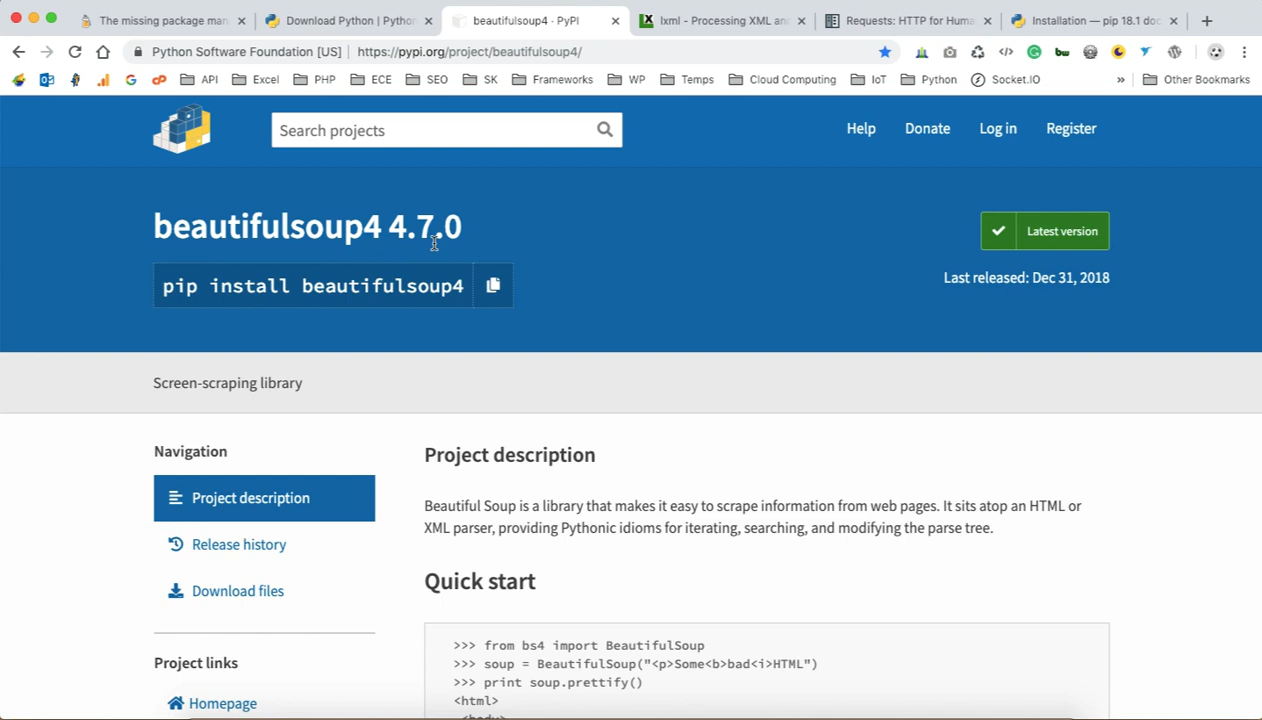 The missing package man
Download Python | Python
beautifulsoup4 · PyPI
lxml - Processing XML an
Requests: HTTP for Huma
Installation — pip 18.1 doc
Python Software Foundation [US]
https://pypi.org/project/beautifulsoup4/
API
Excel
PHP
ECE
SEO
SK
Frameworks
WP
Temps
Cloud Computing
IoT
Python
Socket.IO
»
Other Bookmarks
Search projects
Help
Donate
Log in
Register
beautifulsoup4 4.7.0
Latest version
pip install beautifulsoup4
Last released: Dec 31, 2018
Screen-scraping library
Navigation
Project description
Release history
Download files
Project links
Homepage
Project description
Beautiful Soup is a library that makes it easy to scrape information from web pages. It sits atop an HTML or
XML parser, providing Pythonic idioms for iterating, searching, and modifying the parse tree.
Quick start
>>> from bs4 import BeautifulSoup
>>> soup = BeautifulSoup("<p>Some<b>bad<i>HTML")
>>> print soup.prettify()
<html>